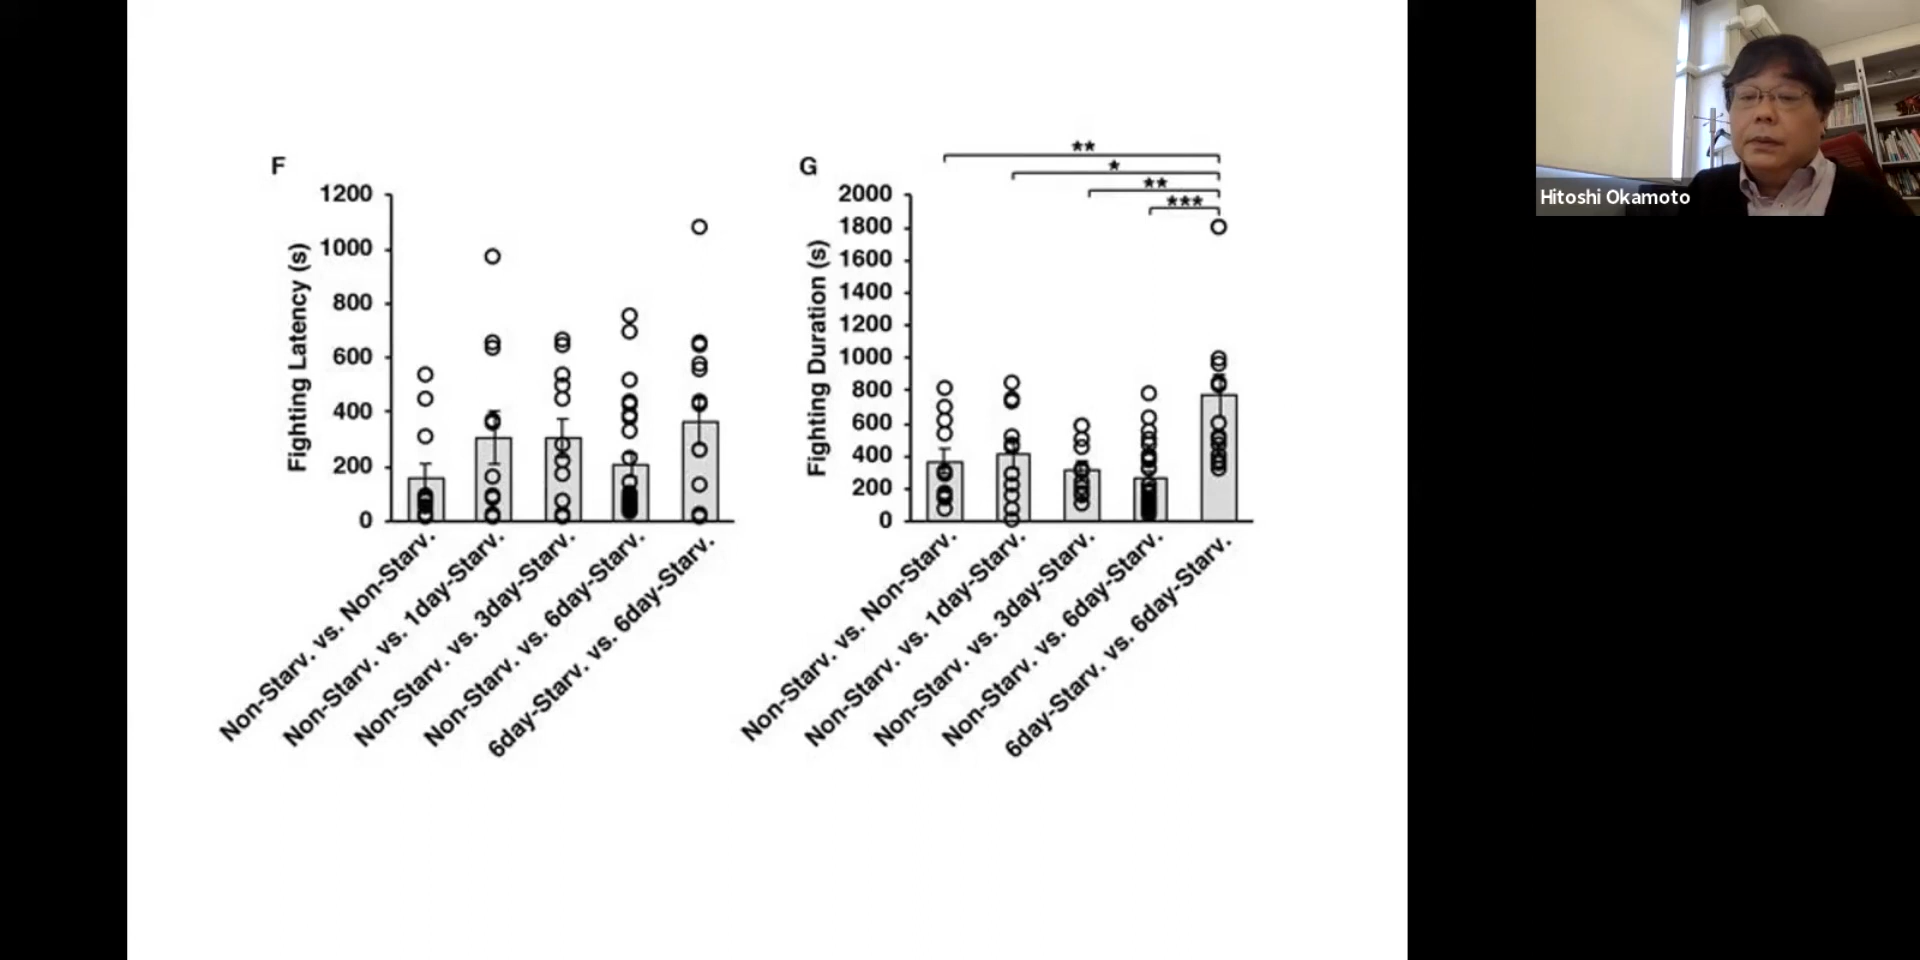 F
1200
1000
800
600
400
200
0
Fighting Latency (s)
Non-Starv. vs. Non-Starv.
Non-Starv. vs. 1day-Starv.
Non-Starv. vs. 3day-Starv.
Non-Starv. vs. 6day-Starv.
6day-Starv. vs. 6day-Starv.
G
**
*
**
***
2000
1800
1600
1400
1200
1000
800
600
400
200
0
Fighting Duration (s)
Non-Starv. vs. Non-Starv.
Non-Starv. vs. 1day-Starv.
Non-Starv. vs. 3day-Starv.
Non-Starv. vs. 6day-Starv.
6day-Starv. vs. 6day-Starv.
Hitoshi Okamoto